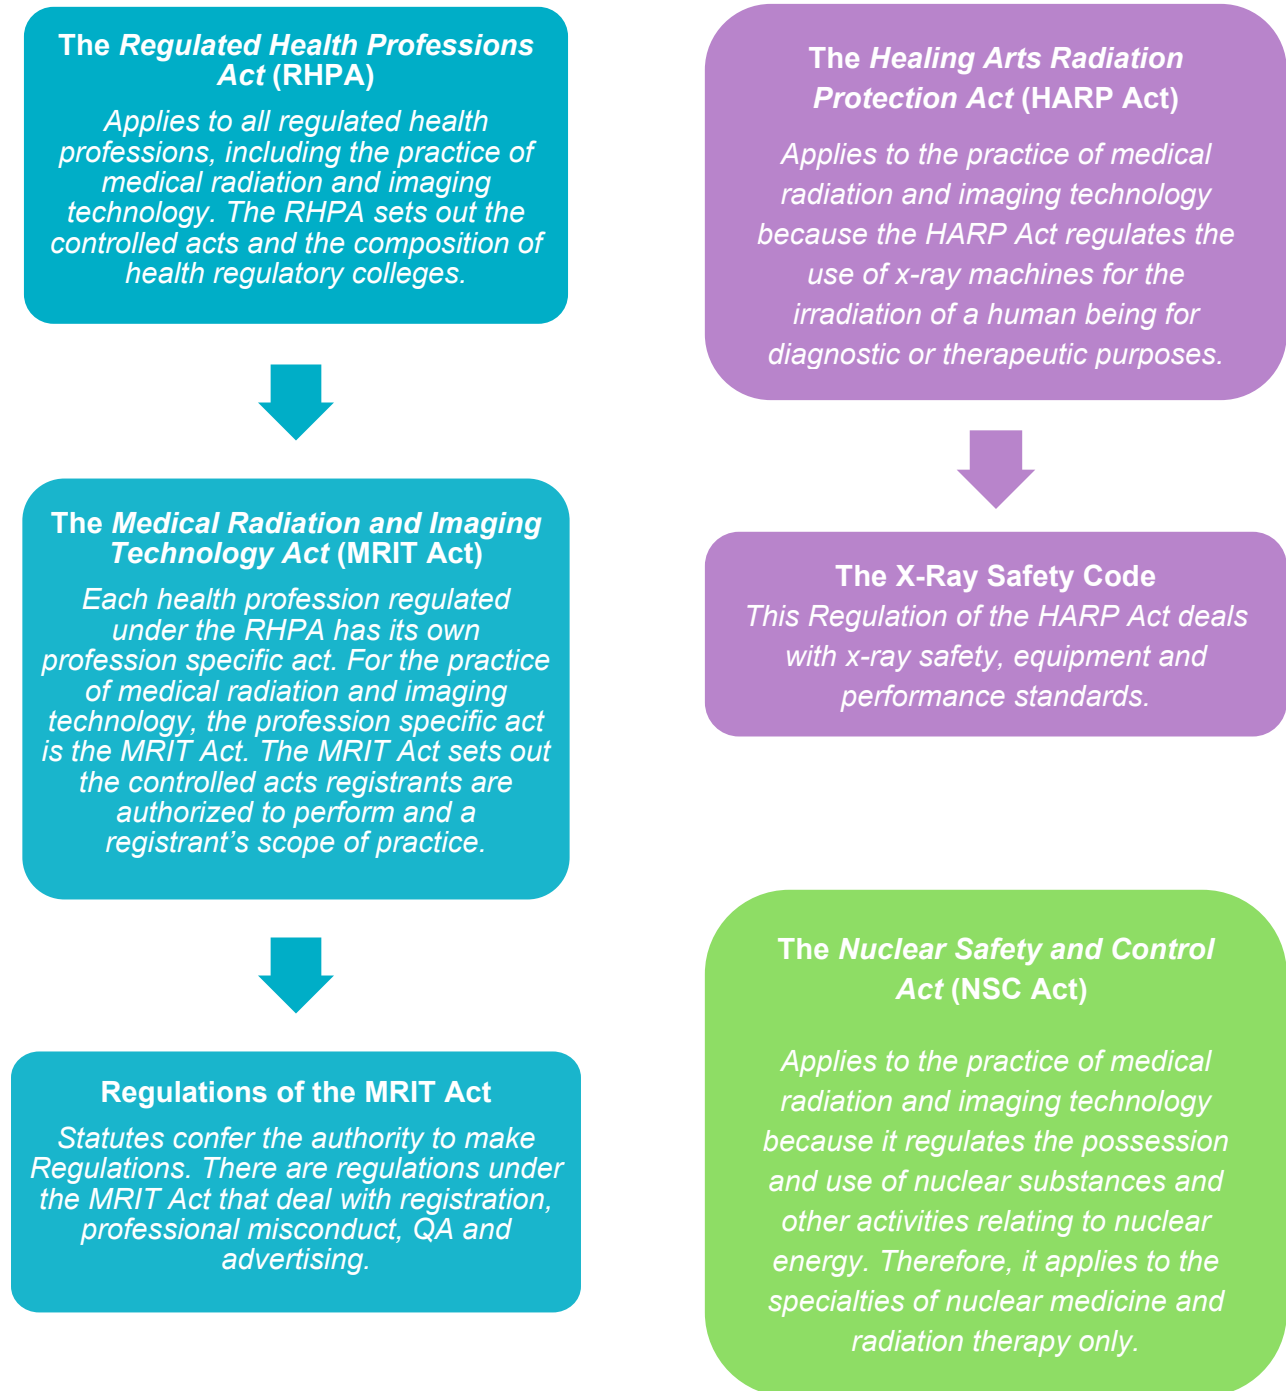 The Regulated Health Professions
Act (RHPA)
Applies to all regulated health
professions, including the practice of
medical radiation and imaging
technology. The RHPA sets out the
controlled acts and the composition of
health regulatory colleges.
The Medical Radiation and Imaging
Technology Act (MRIT Act)
Each health profession regulated
under the RHPA has its own
profession specific act. For the practice
of medical radiation and imaging
technology, the profession specific act
is the MRIT Act. The MRIT Act sets out
the controlled acts registrants are
authorized to perform and a
registrant’s scope of practice.
Regulations of the MRIT Act
Statutes confer the authority to make
Regulations. There are regulations under
the MRIT Act that deal with registration,
professional misconduct, QA and
advertising.
The Healing Arts Radiation
Protection Act (HARP Act)
Applies to the practice of medical
radiation and imaging technology
because the HARP Act regulates the
use of x-ray machines for the
irradiation of a human being for
diagnostic or therapeutic purposes.
The X-Ray Safety Code
This Regulation of the HARP Act deals
with x-ray safety, equipment and
performance standards.
The Nuclear Safety and Control
Act (NSC Act)
Applies to the practice of medical
radiation and imaging technology
because it regulates the possession
and use of nuclear substances and
other activities relating to nuclear
energy. Therefore, it applies to the
specialties of nuclear medicine and
radiation therapy only.